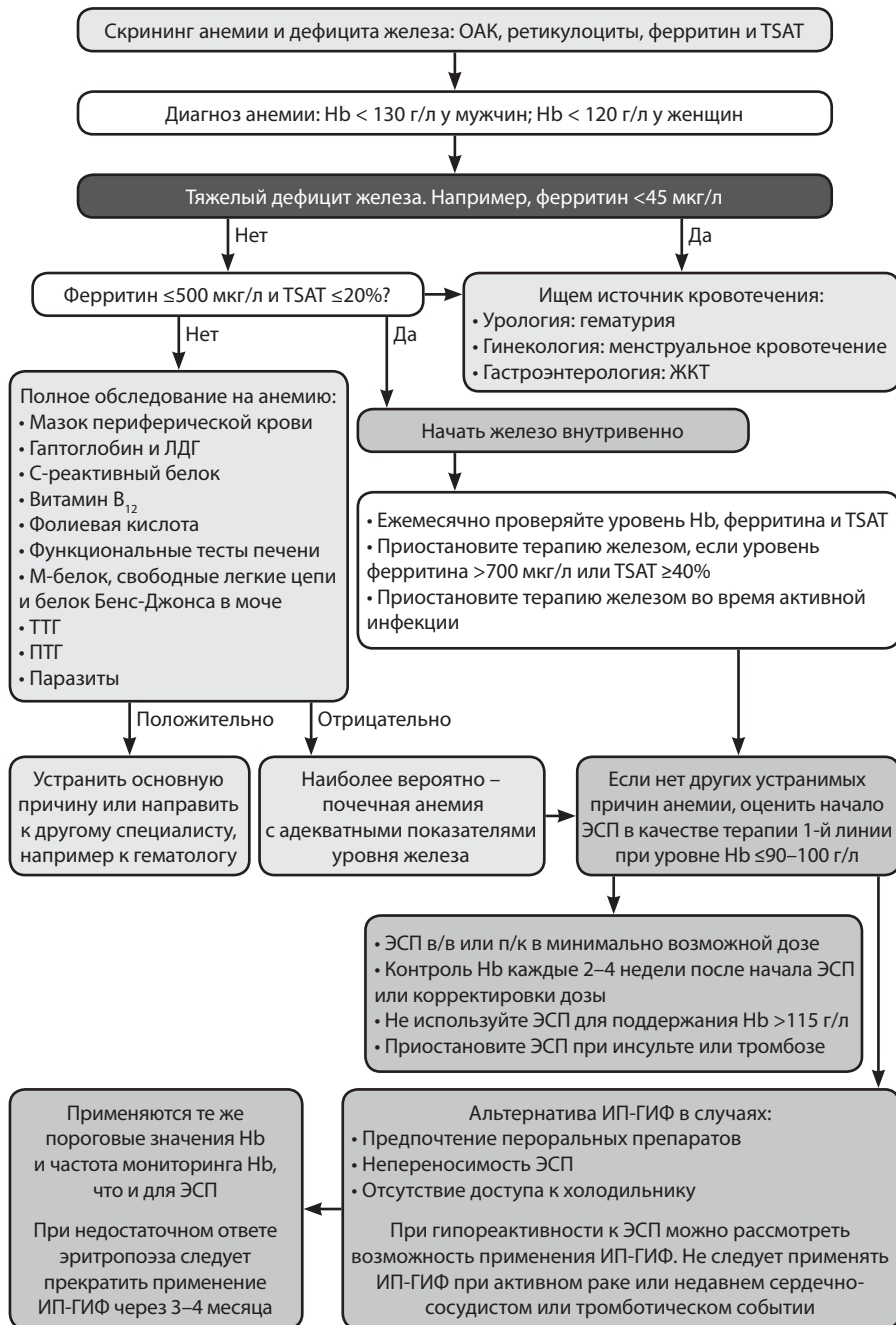 Скрининг анемии и дефицита железа: ОАК, ретикулоциты, ферритин и TSAT
Диагноз анемии: Hb < 130 г/л у мужчин; Hb < 120 г/л у женщин
Тяжелый дефицит железа. Например, ферритин <45 мкг/л
Нет
Да
Ферритин ≤500 мкг/л и TSAT ≤20%?
Ищем источник кровотечения:
• Урология: гематурия
• Гинекология: менструальное кровотечение
• Гастроэнтерология: ЖКТ
Нет
Да
Полное обследование на анемию:
• Мазок периферической крови
• Гаптоглобин и ЛДГ
• С-реактивный белок
• Витамин B₁₂
• Фолиевая кислота
• Функциональные тесты печени
• М-белок, свободные легкие цепи
и белок Бенс-Джонса в моче
• ТТГ
• ПТГ
• Паразиты
Начать железо внутривенно
• Ежемесячно проверяйте уровень Hb, ферритина и TSAT
• Приостановите терапию железом, если уровень
ферритина >700 мкг/л или TSAT ≥40%
• Приостановите терапию железом во время активной
инфекции
Положительно
Отрицательно
Устранить основную
причину или направить
к другому специалисту,
например к гематологу
Наиболее вероятно –
почечная анемия
с адекватными показателями
уровня железа
Если нет других устранимых
причин анемии, оценить начало
ЭСП в качестве терапии 1-й линии
при уровне Hb ≤90–100 г/л
• ЭСП в/в или п/к в минимально возможной дозе
• Контроль Hb каждые 2–4 недели после начала ЭСП
или корректировки дозы
• Не используйте ЭСП для поддержания Hb >115 г/л
• Приостановите ЭСП при инсульте или тромбозе
Применяются те же
пороговые значения Hb
и частота мониторинга Hb,
что и для ЭСП
При недостаточном ответе
эритропоэза следует
прекратить применение
ИП-ГИФ через 3–4 месяца
Альтернатива ИП-ГИФ в случаях:
• Предпочтение пероральных препаратов
• Непереносимость ЭСП
• Отсутствие доступа к холодильнику
При гипореактивности к ЭСП можно рассмотреть
возможность применения ИП-ГИФ. Не следует применять
ИП-ГИФ при активном раке или недавнем сердечно-
сосудистом или тромботическом событии